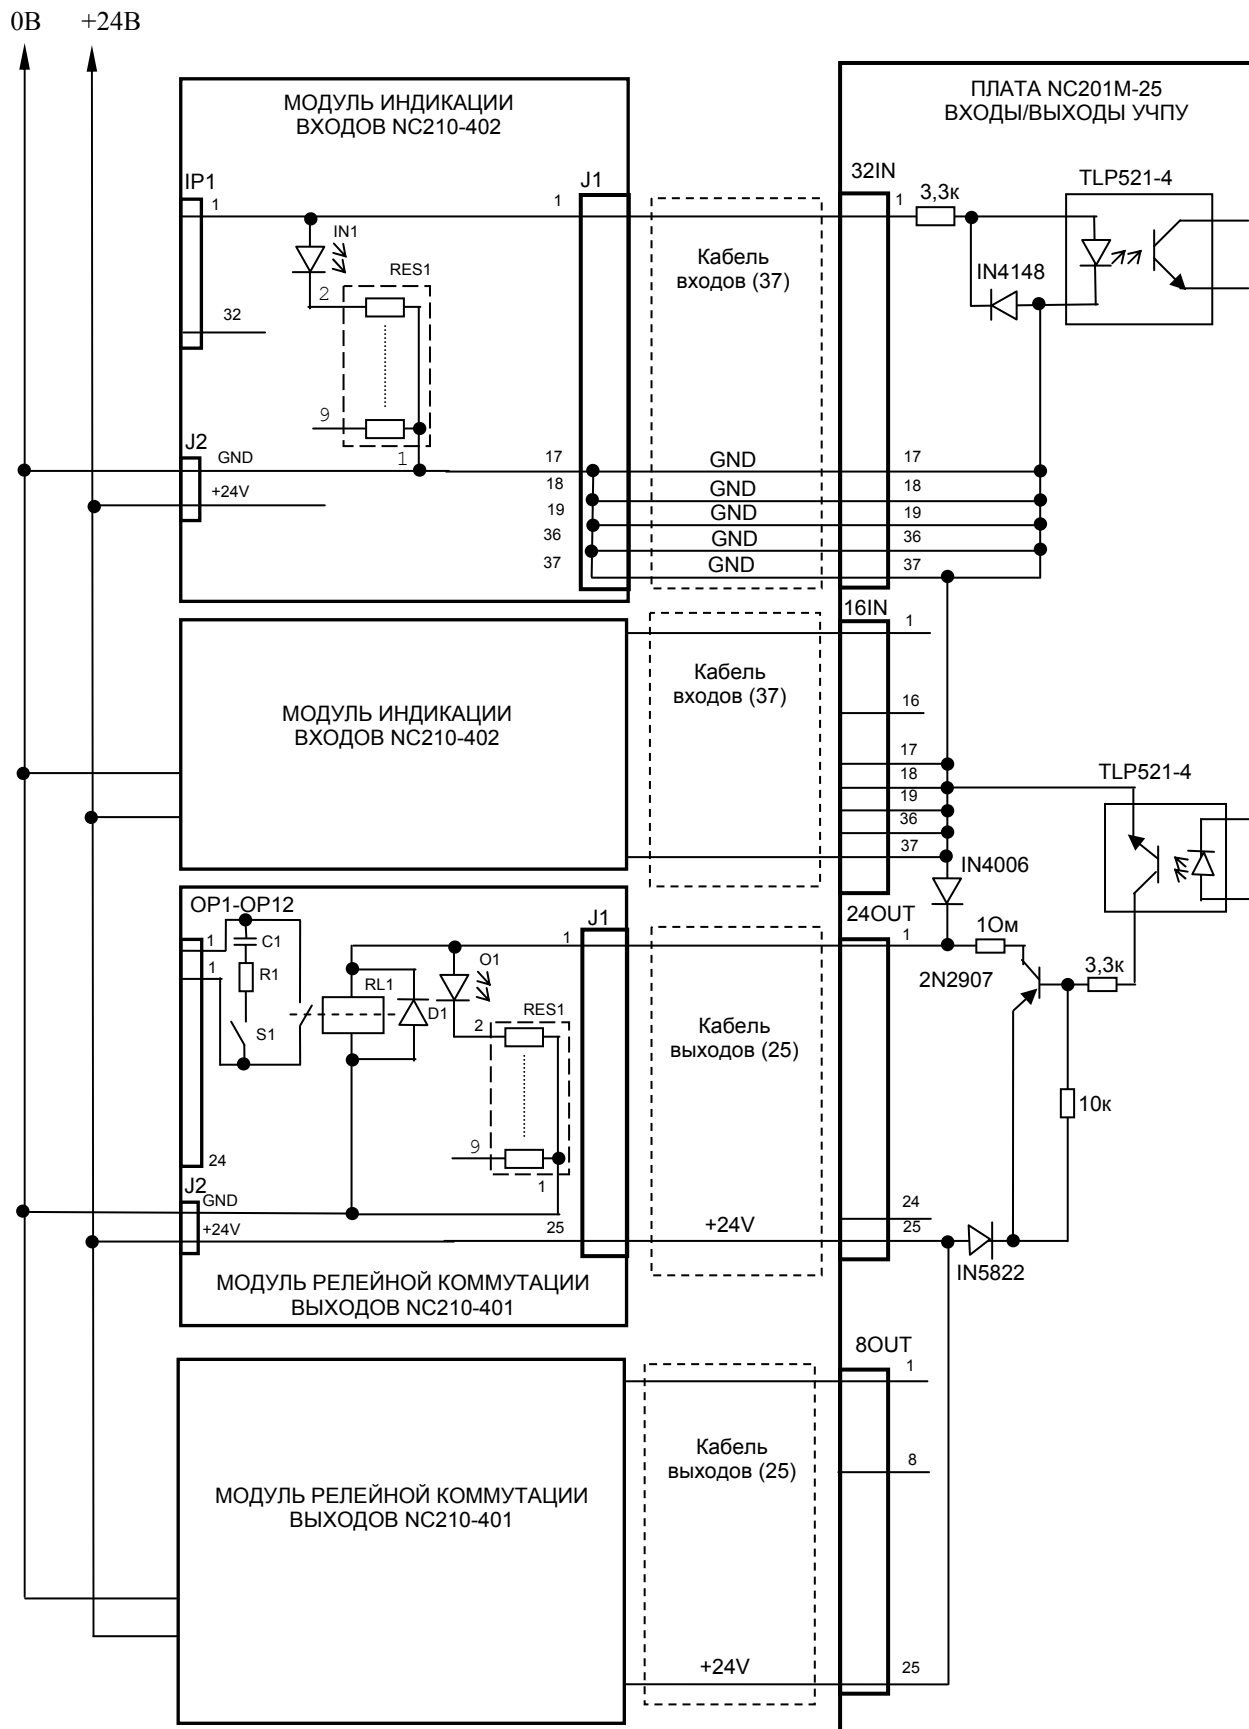 0В +24В
МОДУЛЬ ИНДИКАЦИИ
ВХОДОВ NC210-402
ПЛАТА NC201M-25
ВХОДЫ/ВЫХОДЫ УЧПУ
IP1
1
32
IN1
RES1
2
9
1
J1
1
17
18
19
36
37
J2
GND
+24V
Кабель
входов (37)
GND
GND
GND
GND
GND
32IN
1
3,3к
TLP521-4
IN4148
17
18
19
36
37
МОДУЛЬ ИНДИКАЦИИ
ВХОДОВ NC210-402
Кабель
входов (37)
16IN
1
16
17
18
19
36
37
TLP521-4
IN4006
OP1-OP12
1
1
C1
R1
S1
24
RL1
D1
O1
RES1
2
9
1
J1
1
25
J2
GND
+24V
МОДУЛЬ РЕЛЕЙНОЙ КОММУТАЦИИ
ВЫХОДОВ NC210-401
Кабель
выходов (25)
+24V
24OUT
1
1Ом
2N2907
3,3к
10к
24
25
IN5822
МОДУЛЬ РЕЛЕЙНОЙ КОММУТАЦИИ
ВЫХОДОВ NC210-401
Кабель
выходов (25)
+24V
8OUT
1
8
25